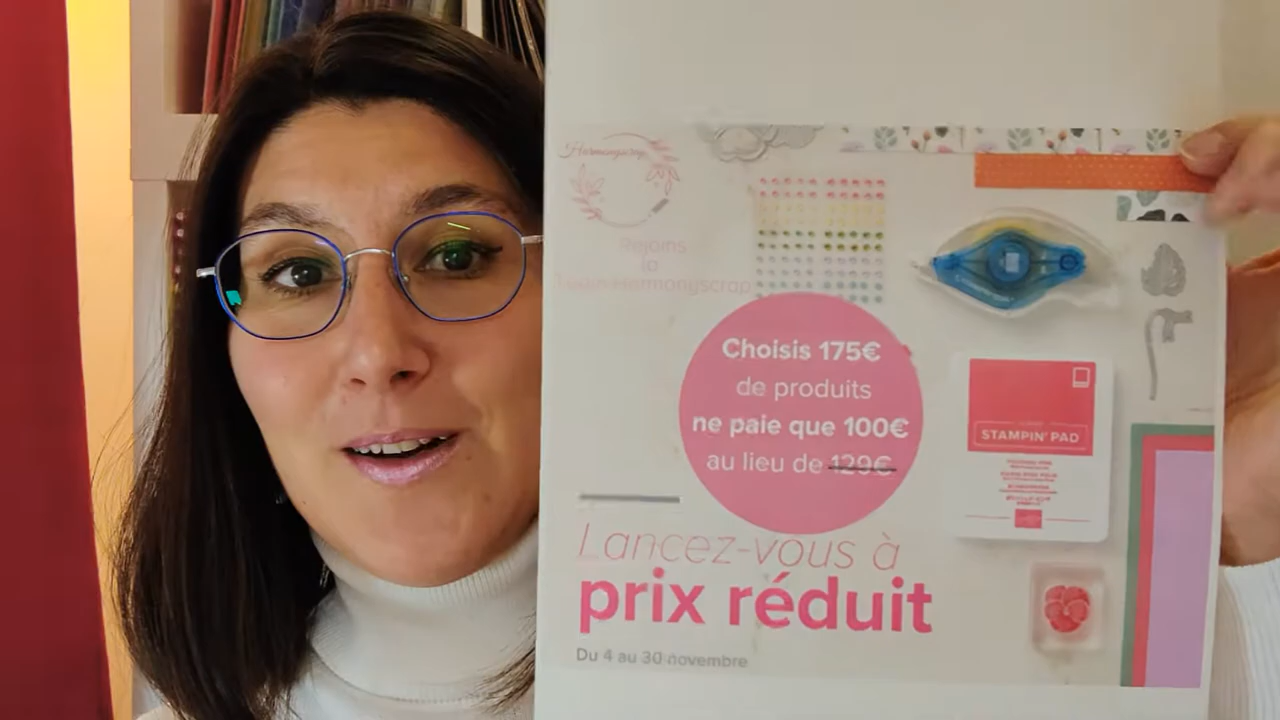 Harmonyscrap
Rejoins
la
Team Harmonyscrap
Choisis 175€
de produits
ne paie que 100€
au lieu de 129€
STAMPIN' PAD
Lancez-vous à
prix réduit
Du 4 au 30 novembre